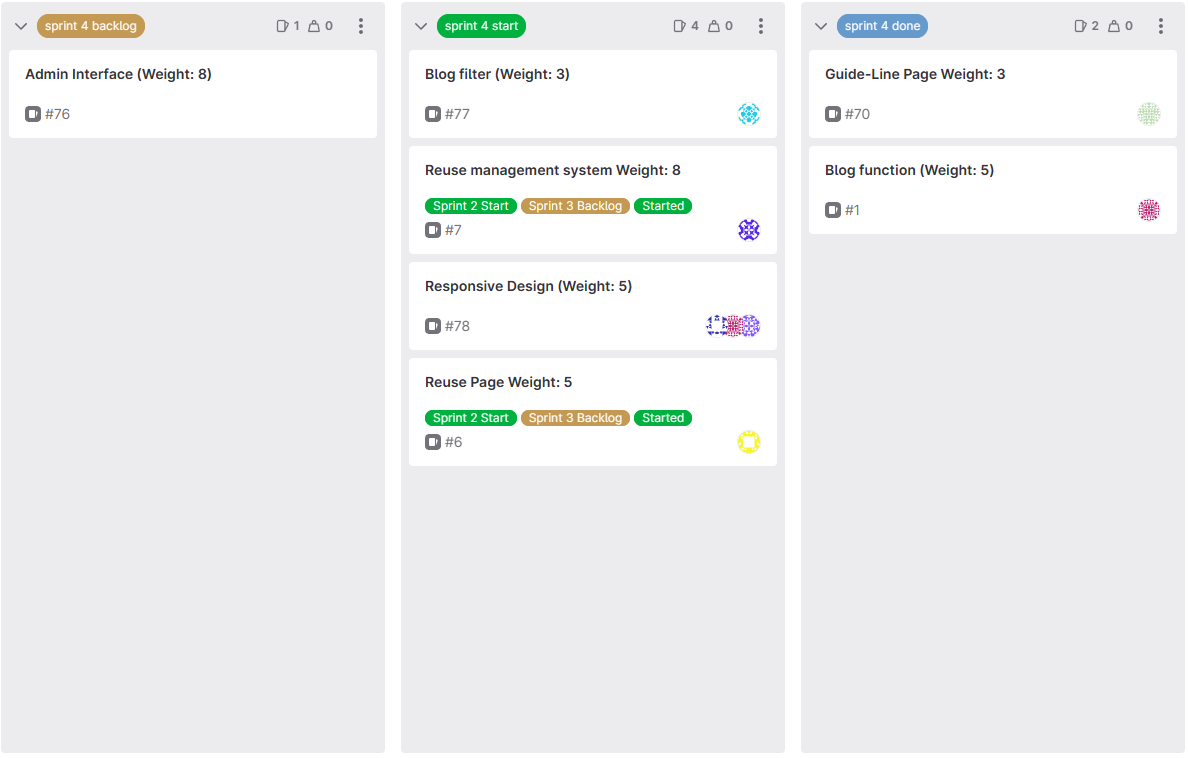 sprint 4 backlog 1 0
Admin Interface (Weight: 8)
#76
sprint 4 start 4 0
Blog filter (Weight: 3)
#77
Reuse management system Weight: 8
Sprint 2 Start Sprint 3 Backlog Started
#7
Responsive Design (Weight: 5)
#78
Reuse Page Weight: 5
Sprint 2 Start Sprint 3 Backlog Started
#6
sprint 4 done 2 0
Guide-Line Page Weight: 3
#70
Blog function (Weight: 5)
#1